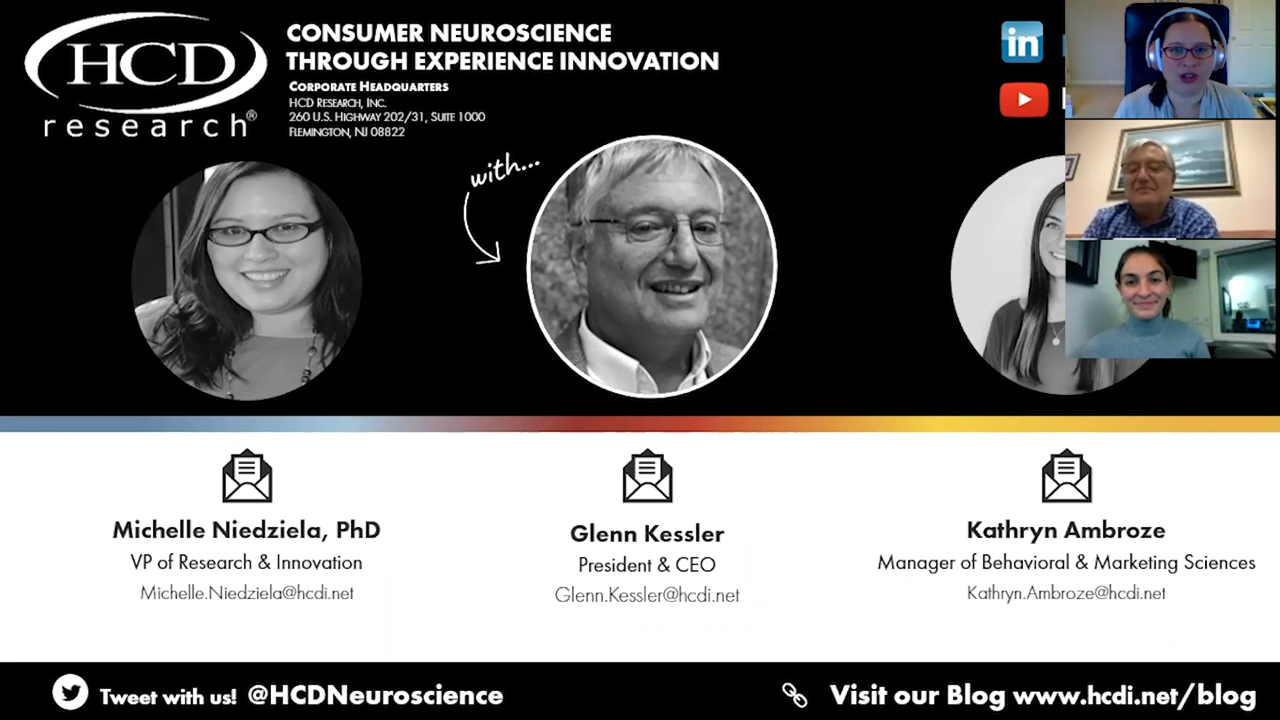 HCD
research®
CONSUMER NEUROSCIENCE
THROUGH EXPERIENCE INNOVATION
CORPORATE HEADQUARTERS
HCD RESEARCH, INC.
260 U.S. HIGHWAY 202/31, SUITE 1000
FLEMINGTON, NJ 08822
in
with...
Michelle Niedziela, PhD
VP of Research & Innovation
Michelle.Niedziela@hcdi.net
Glenn Kessler
President & CEO
Glenn.Kessler@hcdi.net
Kathryn Ambroze
Manager of Behavioral & Marketing Sciences
Kathryn.Ambroze@hcdi.net
Tweet with us! @HCDNeuroscience
Visit our Blog www.hcdi.net/blog